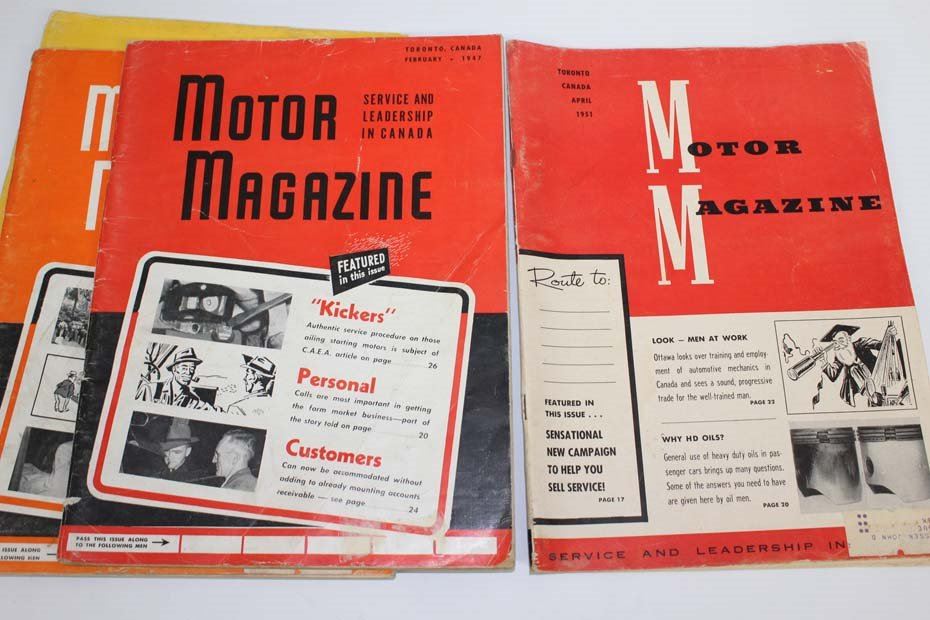 TORONTO, CANADA
FEBRUARY - 1947
MOTOR
MAGAZINE
SERVICE AND
LEADERSHIP
IN CANADA
FEATURED
in this issue
"Kickers"
Authentic service procedure on those
ailing starting motors is subject of
C.A.E.A. article on page 26
Personal
Calls are most important in getting
the farm market business—part of
the story told on page 20
Customers
Can now be accommodated without
adding to already mounting accounts
receivable — see page 24
PASS THIS ISSUE ALONG
TO THE FOLLOWING MEN
M
M
ISSUE ALONG
LLOWING MEN
TORONTO
CANADA
APRIL
1951
MOTOR
MAGAZINE
Route to:
FEATURED IN
THIS ISSUE . . .
SENSATIONAL
NEW CAMPAIGN
TO HELP YOU
SELL SERVICE!
PAGE 17
LOOK — MEN AT WORK
Ottawa looks over training and employ-
ment of automotive mechanics in
Canada and sees a sound, progressive
trade for the well-trained man.
PAGE 22
WHY HD OILS?
General use of heavy duty oils in pas-
senger cars brings up many questions.
Some of the answers you need to have
are given here by oil men.
PAGE 20
SERVICE AND LEADERSHIP IN